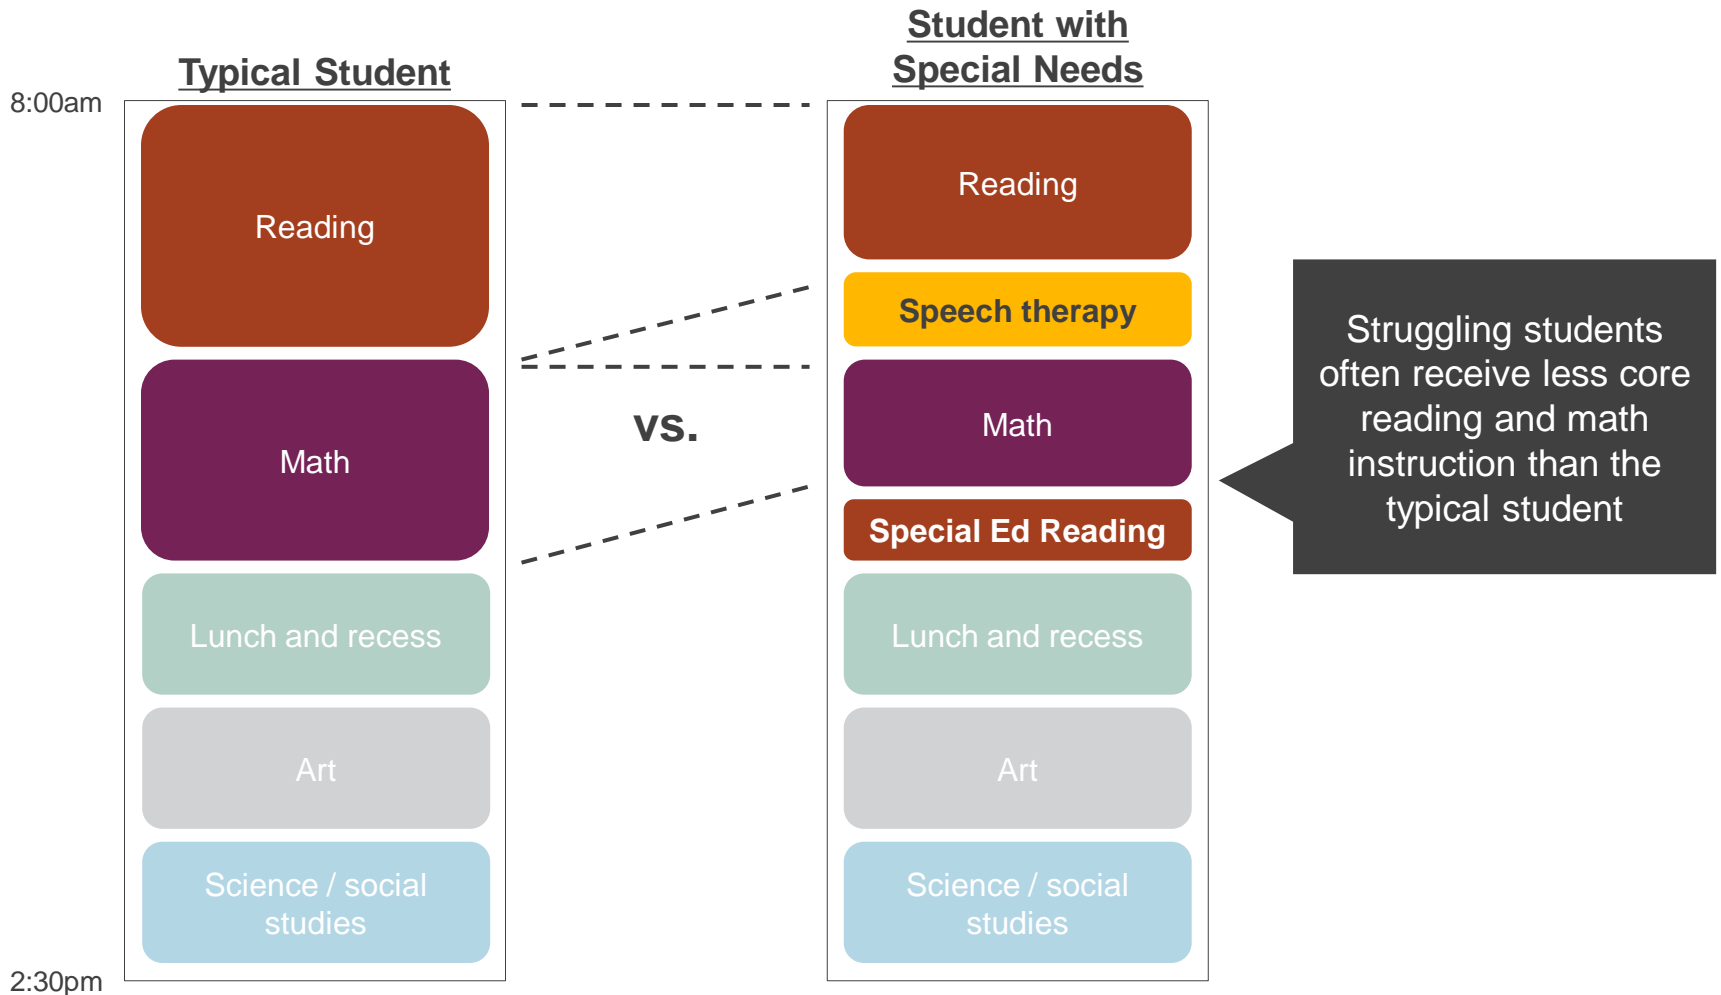 Typical Student
Student with
Special Needs
8:00am
Reading
Math
Lunch and recess
Art
Science / social
studies
2:30pm
vs.
Reading
Speech therapy
Math
Special Ed Reading
Lunch and recess
Art
Science / social
studies
Struggling students
often receive less core
reading and math
instruction than the
typical student